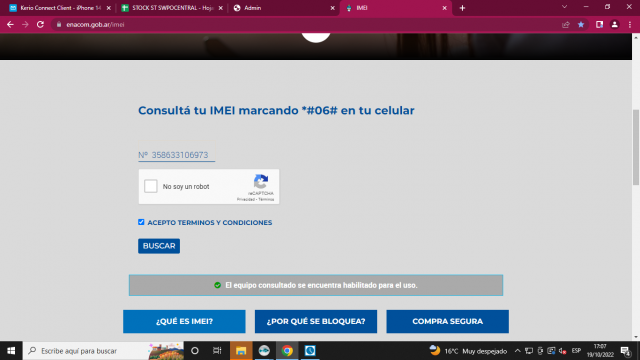 Kerio Connect Client - iPhone 14
STOCK ST SWPOCENTRAL - Hoja
Admin
IMEI
enacom.gob.ar/imei
Consultá tu IMEI marcando *#06# en tu celular
Nº 358633106973
No soy un robot
reCAPTCHA
Privacidad - Términos
ACEPTO TERMINOS Y CONDICIONES
BUSCAR
El equipo consultado se encuentra habilitado para el uso.
¿QUÉ ES IMEI?
¿POR QUÉ SE BLOQUEA?
COMPRA SEGURA
Escribe aquí para buscar
16°C Muy despejado
ESP
17:07
19/10/2022